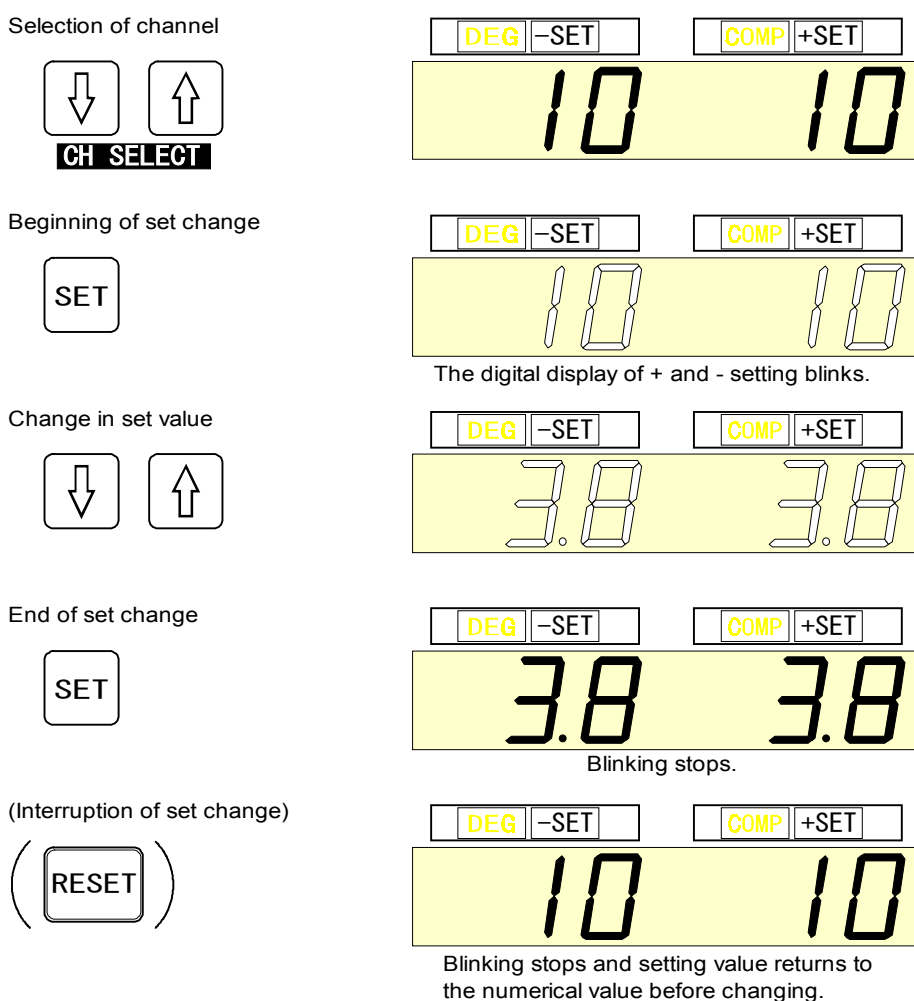 Selection of channel
DEG -SET COMP +SET
10 10
CH SELECT
Beginning of set change
DEG -SET COMP +SET
SET
10 10
The digital display of + and - setting blinks.
Change in set value
DEG -SET COMP +SET
3.8 3.8
End of set change
DEG -SET COMP +SET
SET
3.8 3.8
Blinking stops.
(Interruption of set change)
DEG -SET COMP +SET
(RESET)
10 10
Blinking stops and setting value returns to
the numerical value before changing.